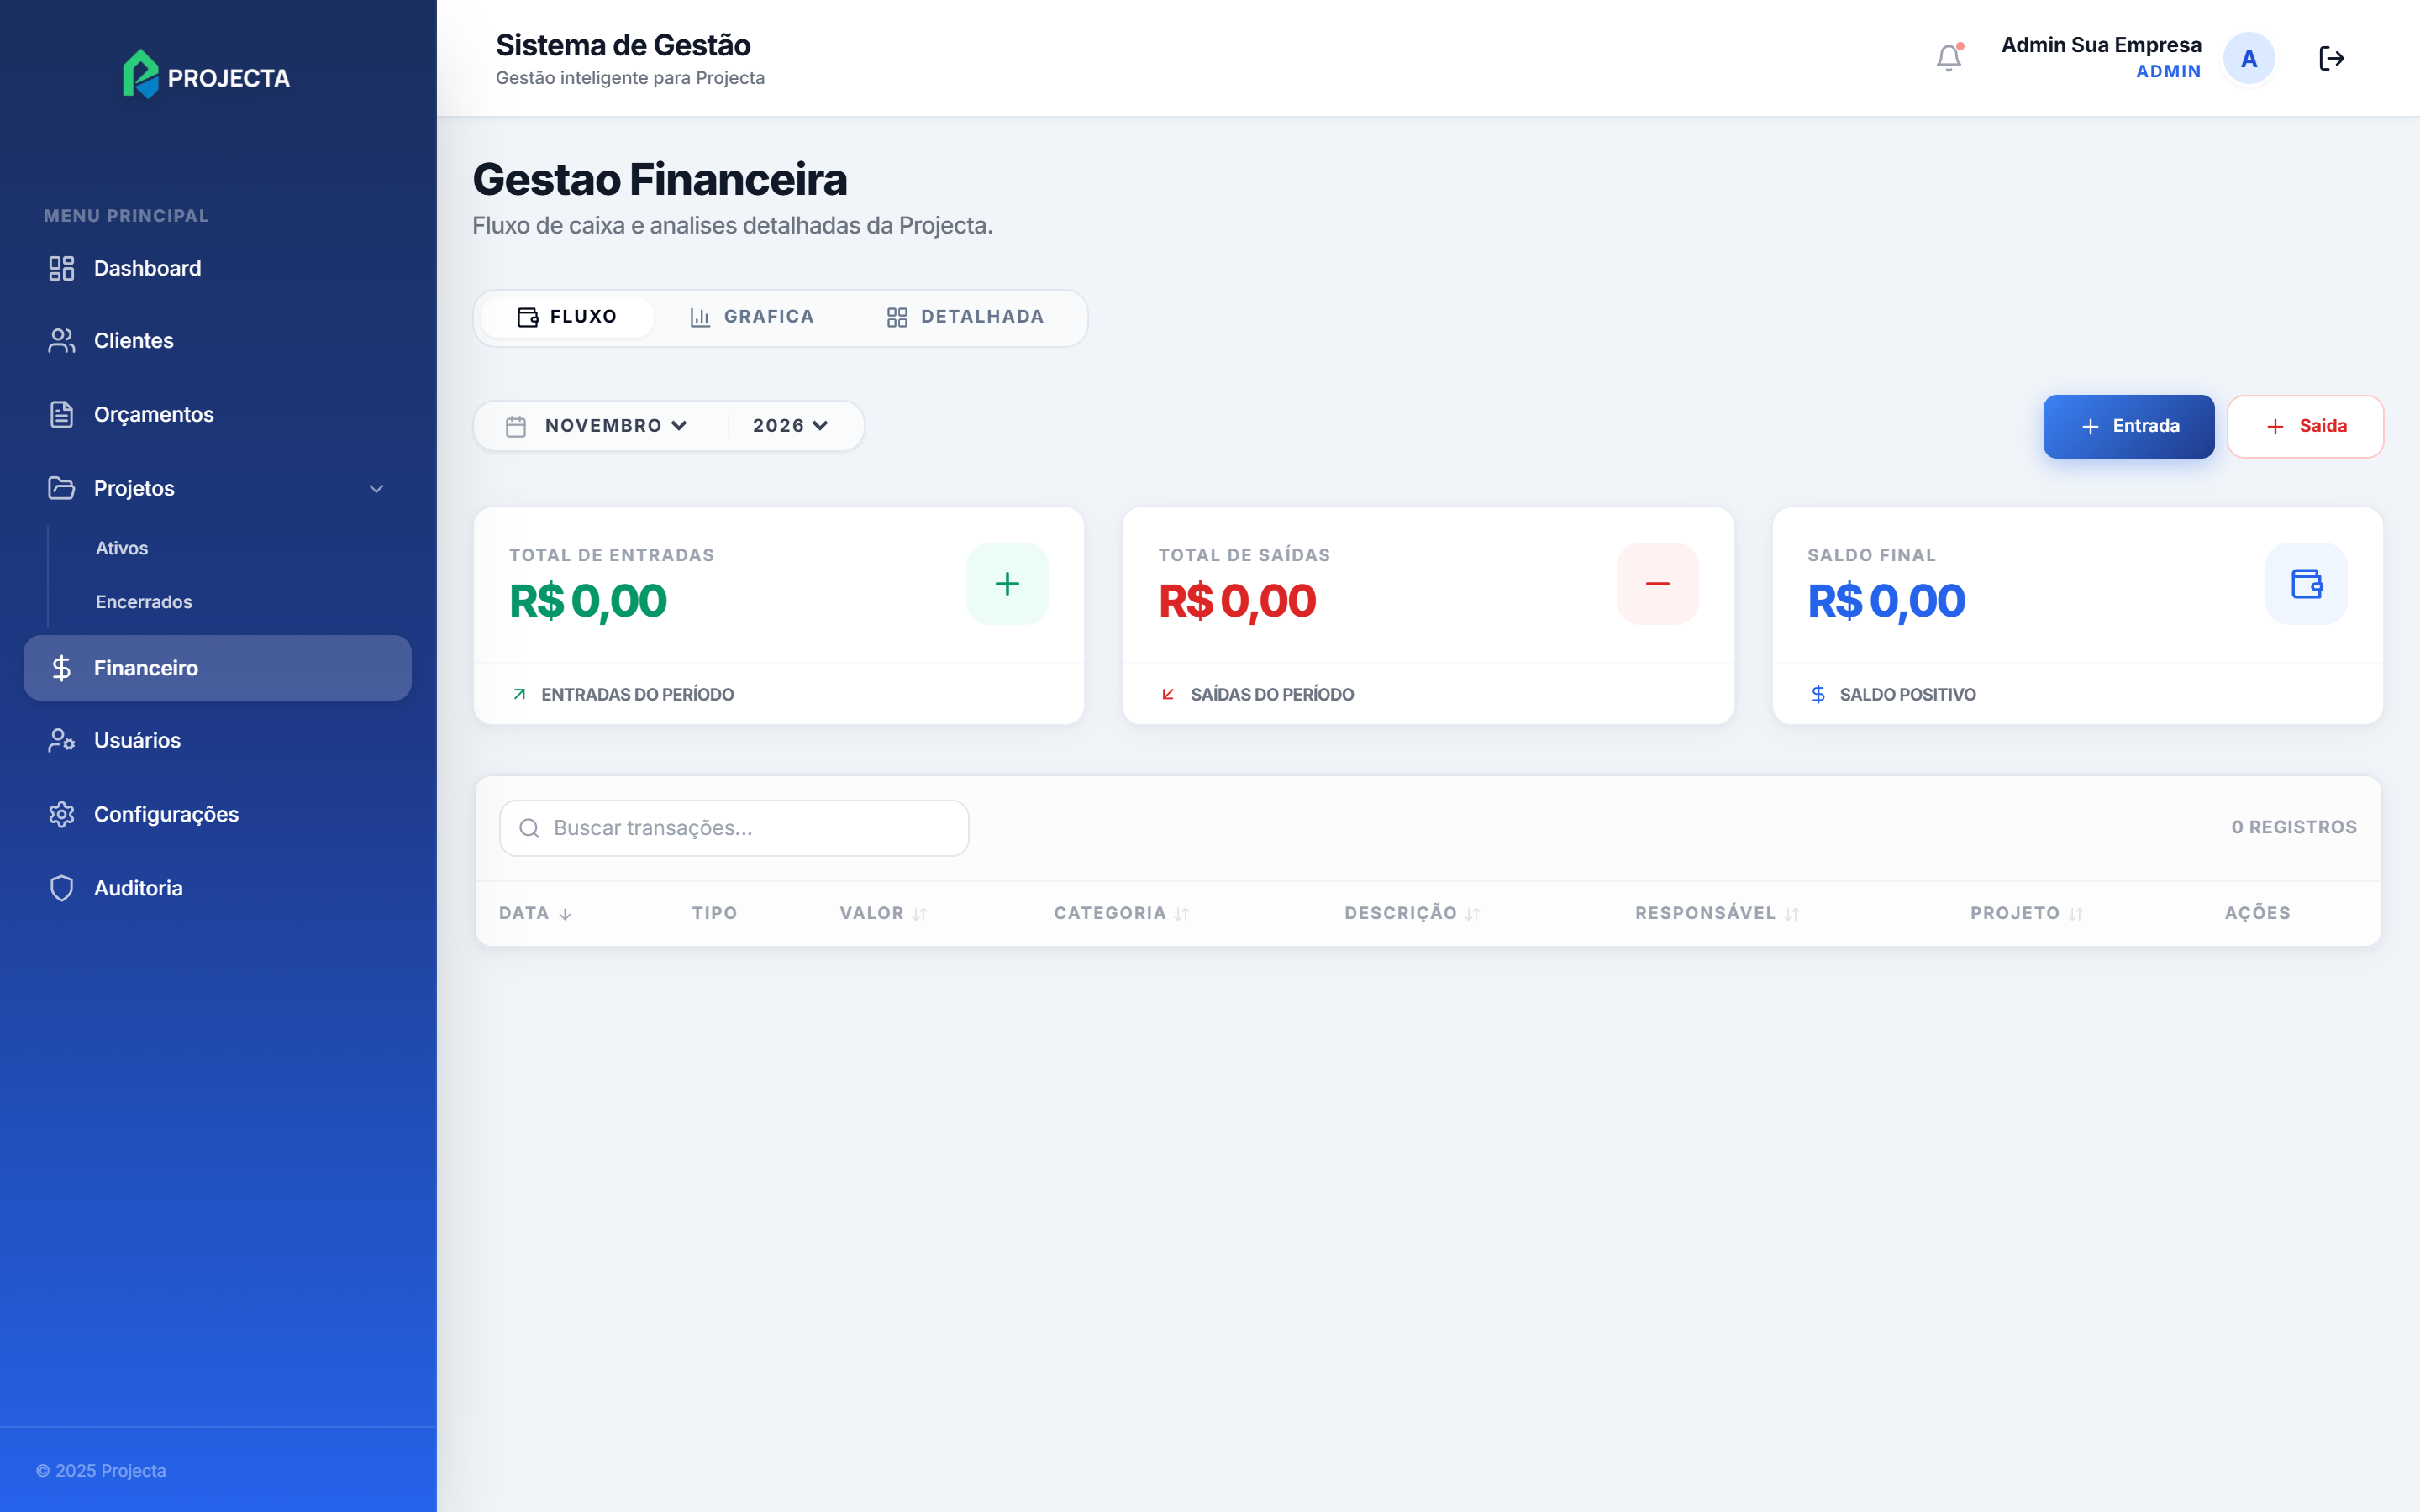 PROJECTA
MENU PRINCIPAL
Dashboard
Clientes
Orçamentos
Projetos
Ativos
Encerrados
Financeiro
Usuários
Configurações
Auditoria
© 2025 Projecta
Sistema de Gestão
Gestão inteligente para Projecta
Admin Sua Empresa
ADMIN
A
Gestao Financeira
Fluxo de caixa e analises detalhadas da Projecta.
FLUXO GRAFICA DETALHADA
NOVEMBRO 2026
Entrada Saida
TOTAL DE ENTRADAS
R$ 0,00
ENTRADAS DO PERÍODO
TOTAL DE SAÍDAS
R$ 0,00
SAÍDAS DO PERÍODO
SALDO FINAL
R$ 0,00
SALDO POSITIVO
Buscar transações...
0 REGISTROS
DATA TIPO VALOR CATEGORIA DESCRIÇÃO RESPONSÁVEL PROJETO AÇÕES